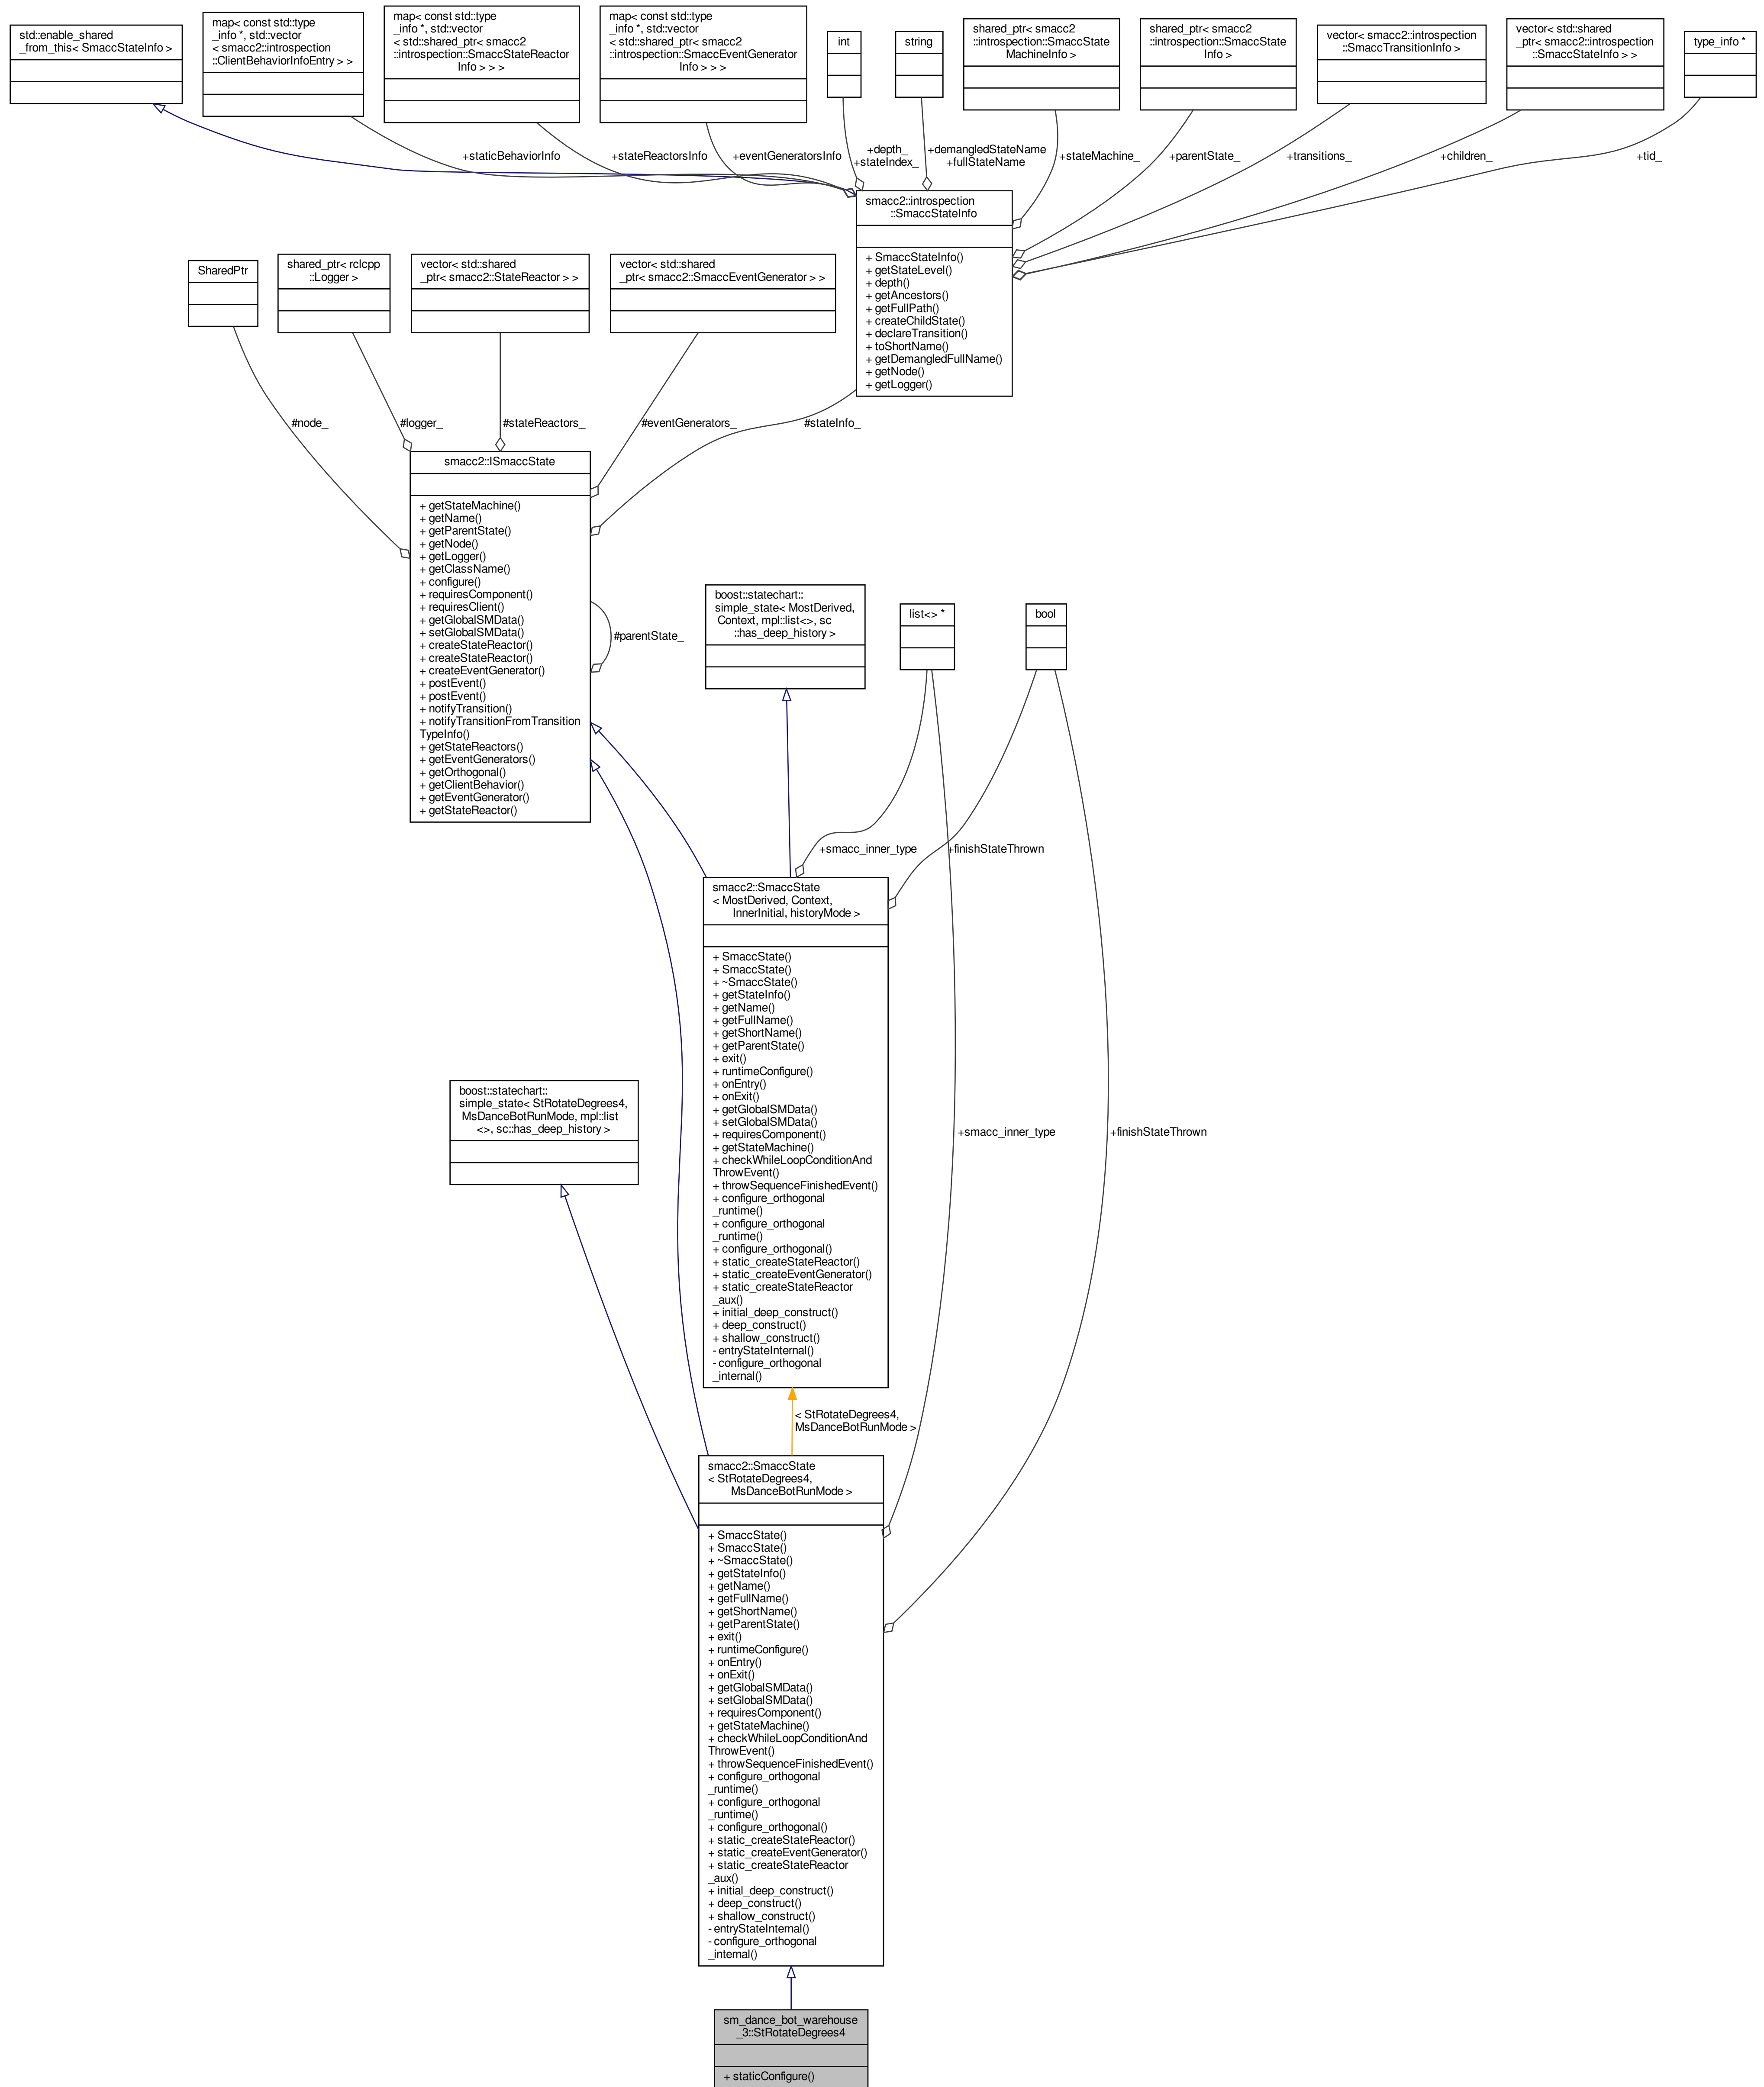 std::enable_shared
_from_this< SmaccStateInfo >
map< const std::type
_info *, std::vector
< smacc2::introspection
::ClientBehaviorInfoEntry > >
map< const std::type
_info *, std::vector
< std::shared_ptr< smacc2
::introspection::SmaccStateReactor
Info > > >
map< const std::type
_info *, std::vector
< std::shared_ptr< smacc2
::introspection::SmaccEventGenerator
Info > > >
int
string
shared_ptr< smacc2
::introspection::SmaccState
MachineInfo >
shared_ptr< smacc2
::introspection::SmaccState
Info >
vector< smacc2::introspection
::SmaccTransitionInfo >
vector< std::shared
_ptr< smacc2::introspection
::SmaccStateInfo > >
type_info *
+staticBehaviorInfo
+stateReactorsInfo
+eventGeneratorsInfo
+depth_
+stateIndex_
+demangledStateName
+fullStateName
+stateMachine_
+parentState_
+transitions_
+children_
+tid_
smacc2::introspection
::SmaccStateInfo
+ SmaccStateInfo()
+ getStateLevel()
+ depth()
+ getAncestors()
+ getFullPath()
+ createChildState()
+ declareTransition()
+ toShortName()
+ getDemangledFullName()
+ getNode()
+ getLogger()
SharedPtr
shared_ptr< rclcpp
::Logger >
vector< std::shared
_ptr< smacc2::StateReactor > >
vector< std::shared
_ptr< smacc2::SmaccEventGenerator > >
#node_
#logger_
#stateReactors_
#eventGenerators_
#stateInfo_
smacc2::ISmaccState
+ getStateMachine()
+ getName()
+ getParentState()
+ getNode()
+ getLogger()
+ getClassName()
+ configure()
+ requiresComponent()
+ requiresClient()
+ getGlobalSMData()
+ setGlobalSMData()
+ createStateReactor()
+ createStateReactor()
+ createEventGenerator()
+ postEvent()
+ postEvent()
+ notifyTransition()
+ notifyTransitionFromTransition
TypeInfo()
+ getStateReactors()
+ getEventGenerators()
+ getOrthogonal()
+ getClientBehavior()
+ getEventGenerator()
+ getStateReactor()
#parentState_
boost::statechart::
simple_state< MostDerived,
Context, mpl::list<>, sc
::has_deep_history >
list<> *
bool
+smacc_inner_type
+finishStateThrown
smacc2::SmaccState
< MostDerived, Context,
InnerInitial, historyMode >
+ SmaccState()
+ SmaccState()
+ ~SmaccState()
+ getStateInfo()
+ getName()
+ getFullName()
+ getShortName()
+ getParentState()
+ exit()
+ runtimeConfigure()
+ onEntry()
+ onExit()
+ getGlobalSMData()
+ setGlobalSMData()
+ requiresComponent()
+ getStateMachine()
+ checkWhileLoopConditionAnd
ThrowEvent()
+ throwSequenceFinishedEvent()
+ configure_orthogonal
_runtime()
+ configure_orthogonal
_runtime()
+ configure_orthogonal()
+ static_createStateReactor()
+ static_createEventGenerator()
+ static_createStateReactor
_aux()
+ initial_deep_construct()
+ deep_construct()
+ shallow_construct()
- entryStateInternal()
- configure_orthogonal
_internal()
boost::statechart::
simple_state< StRotateDegrees4,
MsDanceBotRunMode, mpl::list
<>, sc::has_deep_history >
+smacc_inner_type
+finishStateThrown
< StRotateDegrees4,
MsDanceBotRunMode >
smacc2::SmaccState
< StRotateDegrees4,
MsDanceBotRunMode >
+ SmaccState()
+ SmaccState()
+ ~SmaccState()
+ getStateInfo()
+ getName()
+ getFullName()
+ getShortName()
+ getParentState()
+ exit()
+ runtimeConfigure()
+ onEntry()
+ onExit()
+ getGlobalSMData()
+ setGlobalSMData()
+ requiresComponent()
+ getStateMachine()
+ checkWhileLoopConditionAnd
ThrowEvent()
+ throwSequenceFinishedEvent()
+ configure_orthogonal
_runtime()
+ configure_orthogonal
_runtime()
+ configure_orthogonal()
+ static_createStateReactor()
+ static_createEventGenerator()
+ static_createStateReactor
_aux()
+ initial_deep_construct()
+ deep_construct()
+ shallow_construct()
- entryStateInternal()
- configure_orthogonal
_internal()
sm_dance_bot_warehouse
_3::StRotateDegrees4
+ staticConfigure()